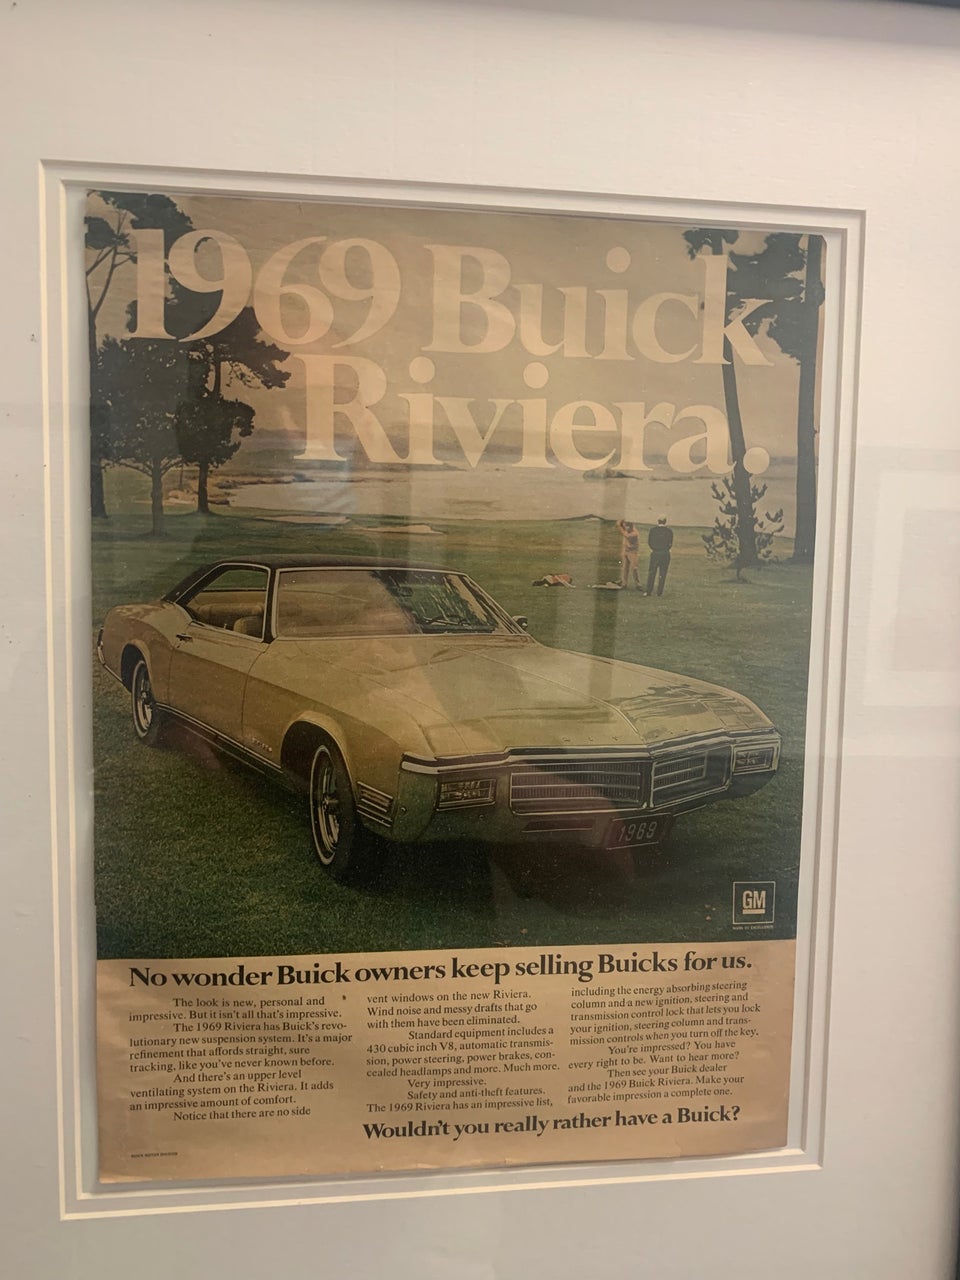 1969 Buick
Riviera.
1969
GM
MARK OF EXCELLENCE
No wonder Buick owners keep selling Buicks for us.
The look is new, personal and
impressive. But it isn't all that's impressive.
The 1969 Riviera has Buick's revo-
lutionary new suspension system. It's a major
refinement that affords straight, sure
tracking, like you've never known before.
And there's an upper level
ventilating system on the Riviera. It adds
an impressive amount of comfort.
Notice that there are no side
vent windows on the new Riviera.
Wind noise and messy drafts that go
with them have been eliminated.
Standard equipment includes a
430 cubic inch V8, automatic transmis-
sion, power steering, power brakes, con-
cealed headlamps and more. Much more.
Very impressive.
Safety and anti-theft features.
The 1969 Riviera has an impressive list,
including the energy absorbing steering
column and a new ignition, steering and
transmission control lock that lets you lock
your ignition, steering column and trans-
mission controls when you turn off the key.
You're impressed? You have
every right to be. Want to hear more?
Then see your Buick dealer
and the 1969 Buick Riviera. Make your
favorable impression a complete one.
Wouldn't you really rather have a Buick?
BUICK MOTOR DIVISION